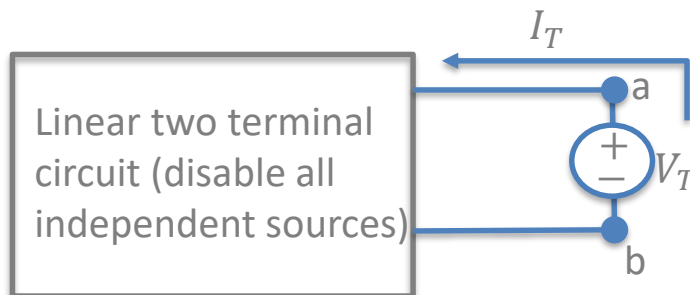 I_T
a
Linear two terminal
circuit (disable all
independent sources)
+
−
V_T
b